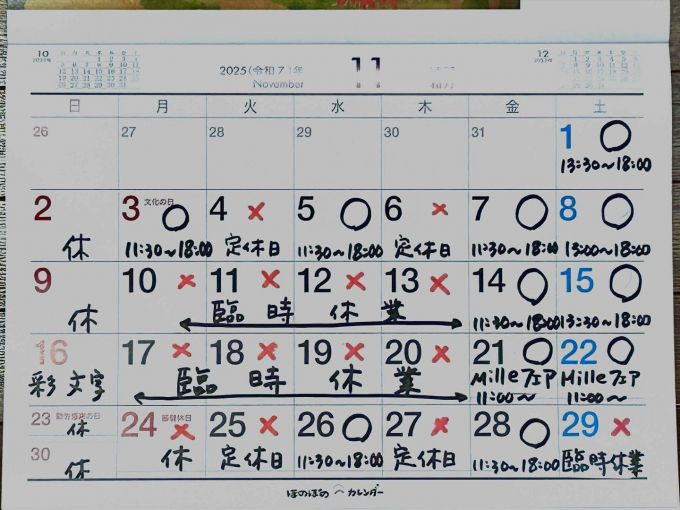 10
12
2025(令和7)年
November
11
日 月 火 水 木 金 土
26 27 28 29 30 31 1 ○
13:30~18:00
2 3 文化の日 ○ 4 × 5 ○ 6 × 7 ○ 8 ○
休 11:30~18:00 定休日 11:30~18:00 定休日 11:30~18:00 13:00~18:00
9 10 × 11 × 12 × 13 × 14 ○ 15 ○
休 臨時休業 11:30~18:00 13:30~18:00
16 17 × 18 × 19 × 20 × 21 ○ 22 ○
彩文字 臨時休業 Milleフェア Milleフェア
11:00~ 11:00~
23 勤労感謝の日 24 振替休日 × 25 × 26 ○ 27 × 28 ○ 29 ×
休 休 定休日 11:30~18:00 定休日 11:30~18:00 臨時休業
30
休
ほのぼの カレンダー